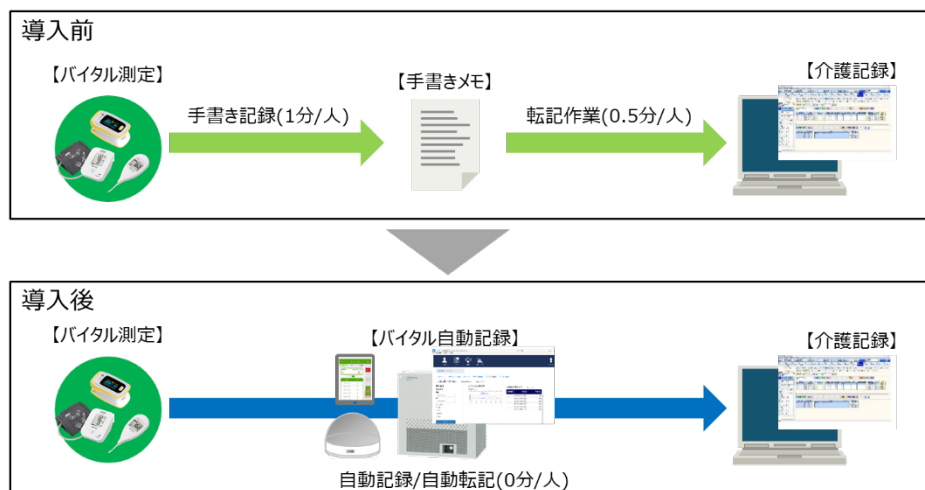 導入前
【バイタル測定】
手書き記録(1分/人)
【手書きメモ】
転記作業(0.5分/人)
【介護記録】
導入後
【バイタル測定】
【バイタル自動記録】
自動記録/自動転記(0分/人)
【介護記録】